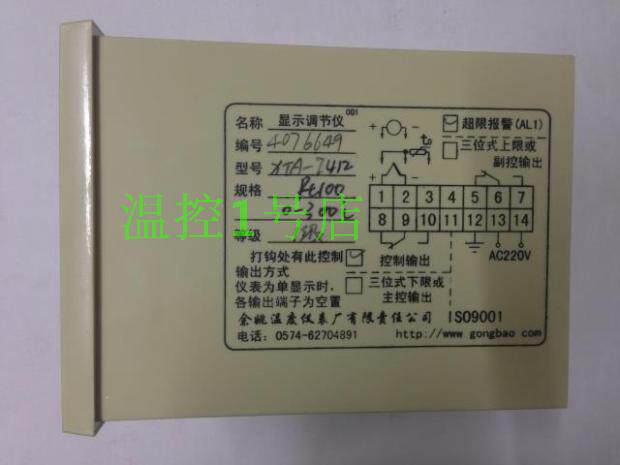 001
名称 显示调节仪
编号 4076649
型号 XTA-7412
规格 Pt100
0-300℃
等级 1级
打钩处有此控制
输出方式
仪表为单显示时，
各输出端子为空置
+ - + t0
+ -
超限报警(AL1)
三位式上限或
副控输出
1 2 3 4 5 6 7
8 9 10 11 12 13 14
AC220V
控制输出
三位式下限或
主控输出
余姚温度仪表厂有限责任公司 ISO9001
电话：0574-62704891 http://www gongbao com
温控1号店